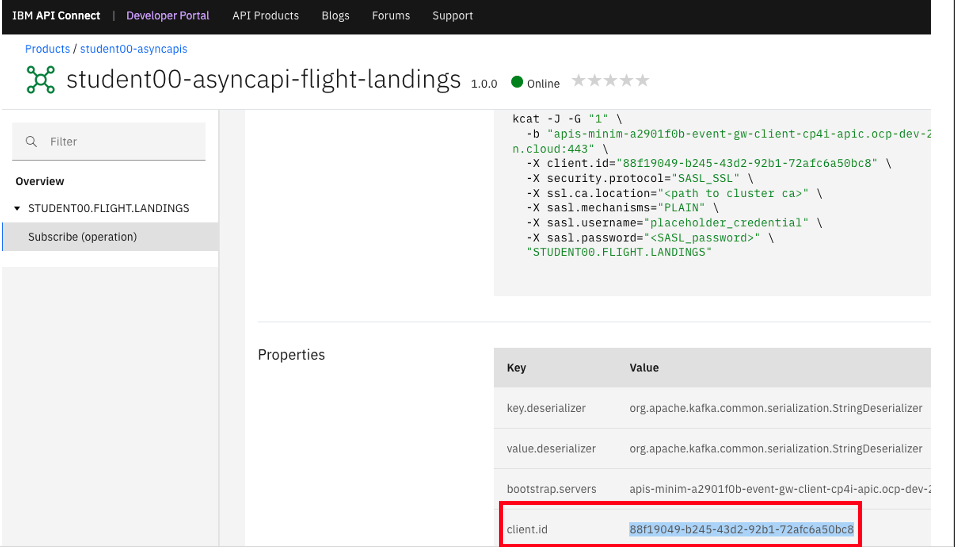 IBM API Connect | Developer Portal API Products Blogs Forums Support
Products / student00-asyncapis
student00-asyncapi-flight-landings 1.0.0 Online
Filter
Overview
STUDENT00.FLIGHT.LANDINGS
Subscribe (operation)
kcat -J -G "1" \
-b "apis-minim-a2901f0b-event-gw-client-cp4i-apic.ocp-dev-2
n.cloud:443" \
-X client.id="88f19049-b245-43d2-92b1-72afc6a50bc8" \
-X security.protocol="SASL_SSL" \
-X ssl.ca.location="<path to cluster ca>" \
-X sasl.mechanisms="PLAIN" \
-X sasl.username="placeholder_credential" \
-X sasl.password="<SASL_password>" \
"STUDENT00.FLIGHT.LANDINGS"
Properties
Key Value
key.deserializer org.apache.kafka.common.serialization.StringDeserializer
value.deserializer org.apache.kafka.common.serialization.StringDeserializer
bootstrap.servers apis-minim-a2901f0b-event-gw-client-cp4i-apic.ocp-dev-2
client.id 88f19049-b245-43d2-92b1-72afc6a50bc8